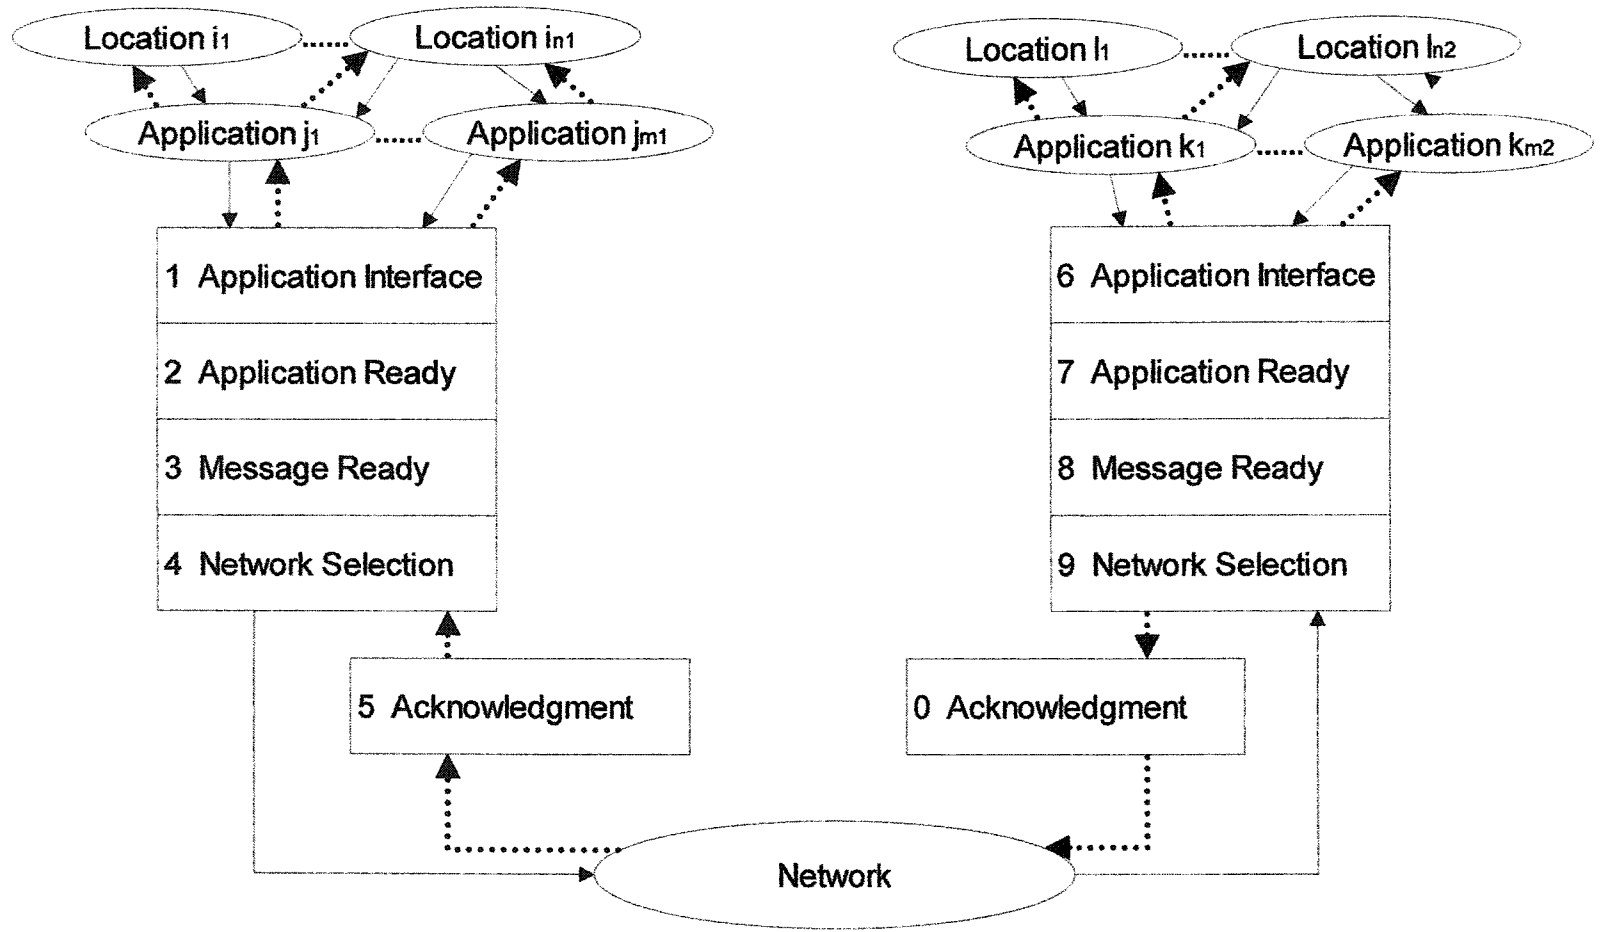 Location i1 ...... Location in1
Application j1 ...... Application jm1
1 Application Interface
2 Application Ready
3 Message Ready
4 Network Selection
5 Acknowledgment
Location l1 ...... Location ln2
Application k1 ...... Application km2
6 Application Interface
7 Application Ready
8 Message Ready
9 Network Selection
0 Acknowledgment
Network